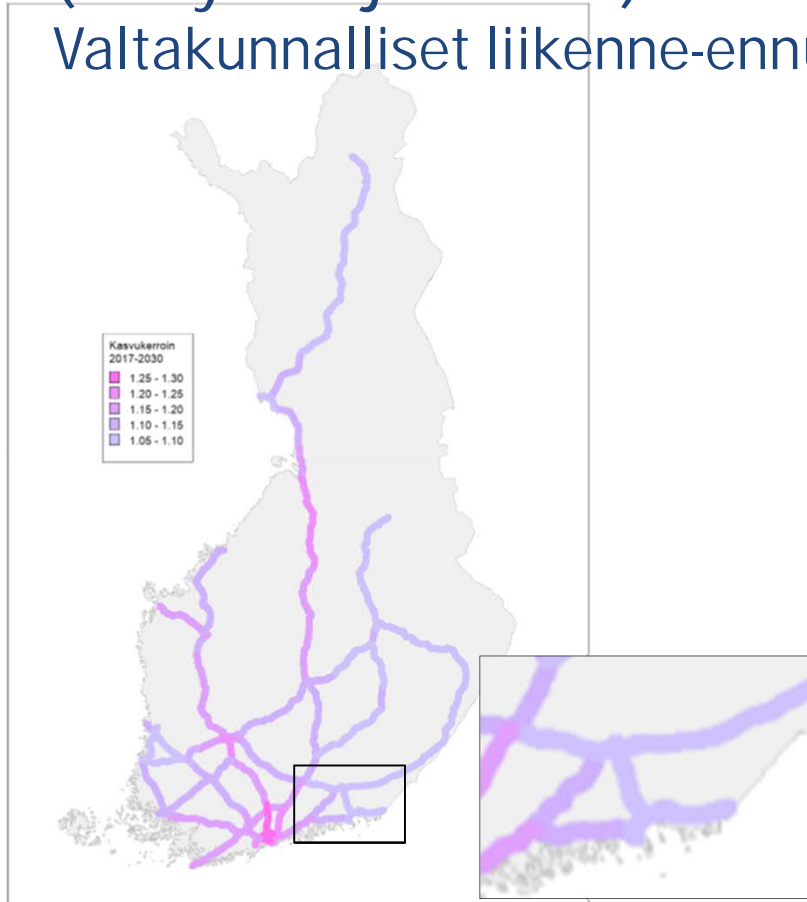 Valtakunnalliset liikenne-ennu
Kasvukerroin
2017-2030
1.25 - 1.30
1.20 - 1.25
1.15 - 1.20
1.10 - 1.15
1.05 - 1.10